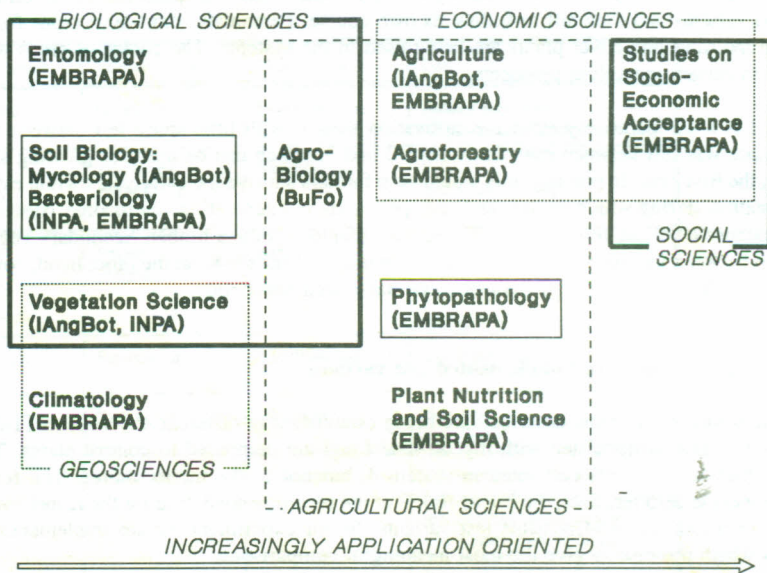 BIOLOGICAL SCIENCES
ECONOMIC SCIENCES
Entomology
(EMBRAPA)
Agriculture
(IAngBot,
EMBRAPA)
Studies on
Socio-
Economic
Acceptance
(EMBRAPA)
Soil Biology:
Mycology (IAngBot)
Bacteriology
(INPA, EMBRAPA)
Agro-
Biology
(BuFo)
Agroforestry
(EMBRAPA)
SOCIAL
SCIENCES
Vegetation Science
(IAngBot, INPA)
Phytopathology
(EMBRAPA)
Climatology
(EMBRAPA)
Plant Nutrition
and Soil Science
(EMBRAPA)
GEOSCIENCES
AGRICULTURAL SCIENCES
INCREASINGLY APPLICATION ORIENTED